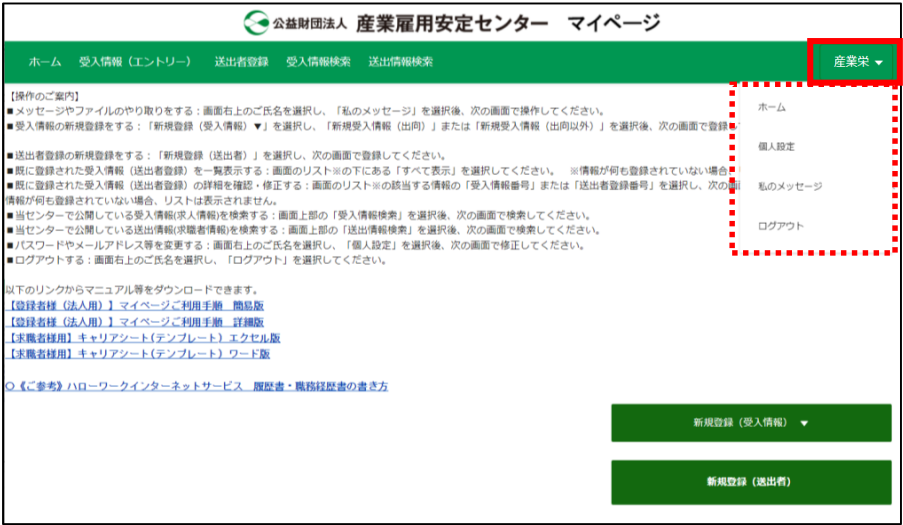 公益財団法人 産業雇用安定センター マイページ
ホーム 受入情報（エントリー） 送出者登録 受入情報検索 送出情報検索 産業栄 ▼
ホーム
個人設定
私のメッセージ
ログアウト
【操作のご案内】
■メッセージやファイルのやり取りをする：画面右上のご氏名を選択し、「私のメッセージ」を選択後、次の画面で操作してください。
■受入情報の新規登録をする：「新規登録（受入情報）▼」を選択し、「新規受入情報（出向）」または「新規受入情報（出向以外）」を選択後、次の画面で登録し
■送出者登録の新規登録をする：「新規登録（送出者）」を選択し、次の画面で登録してください。
■既に登録された受入情報（送出者登録）を一覧表示する：画面のリスト※の下にある「すべて表示」を選択してください。 ※情報が何も登録されていない場合、
■既に登録された受入情報（送出者登録）の詳細を確認・修正する：画面のリスト※の該当する情報の「受入情報番号」または「送出者登録番号」を選択し、次の
情報が何も登録されていない場合、リストは表示されません。
■当センターで公開している受入情報(求人情報)を検索する：画面上部の「受入情報検索」を選択後、次の画面で検索してください。
■当センターで公開している送出情報(求職者情報)を検索する：画面上部の「送出情報検索」を選択後、次の画面で検索してください。
■パスワードやメールアドレス等を変更する：画面右上のご氏名を選択し、「個人設定」を選択後、次の画面で修正してください。
■ログアウトする：画面右上のご氏名を選択し、「ログアウト」を選択してください。
以下のリンクからマニュアル等をダウンロードできます。
【登録者様（法人用）】マイページご利用手順 簡易版
【登録者様（法人用）】マイページご利用手順 詳細版
【求職者様用】キャリアシート(テンプレート）エクセル版
【求職者様用】キャリアシート(テンプレート）ワード版
〇《ご参考》ハローワークインターネットサービス 履歴書・職務経歴書の書き方
新規登録（受入情報） ▼
新規登録（送出者）